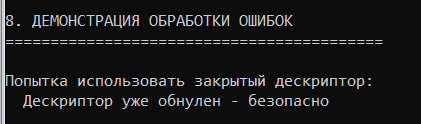 8. ДЕМОНСТРАЦИЯ ОБРАБОТКИ ОШИБОК
==========================================
Попытка использовать закрытый дескриптор:
Дескриптор уже обнулен - безопасно